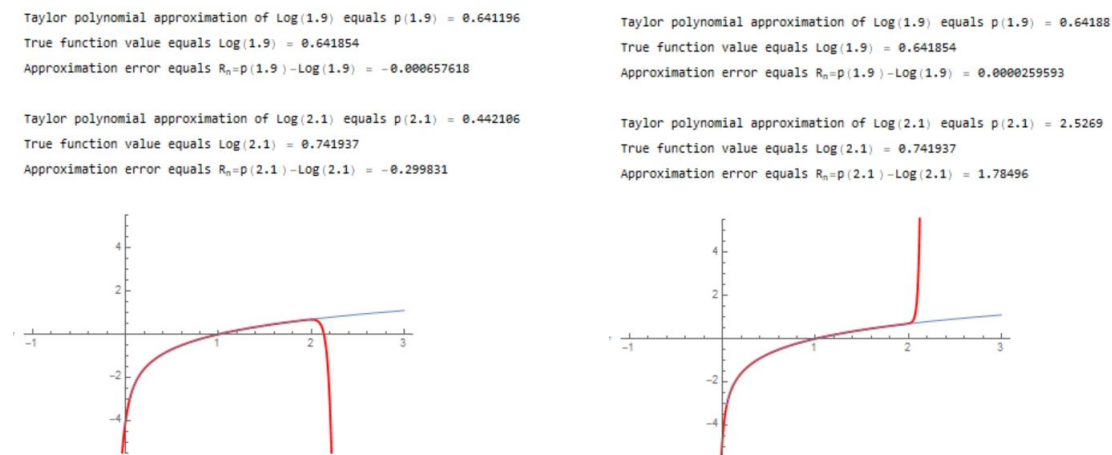 Taylor polynomial approximation of Log(1.9) equals p(1.9) = 0.641196
True function value equals Log(1.9) = 0.641854
Approximation error equals Rₙ=p(1.9 )-Log(1.9) = -0.000657618
Taylor polynomial approximation of Log(2.1) equals p(2.1) = 0.442106
True function value equals Log(2.1) = 0.741937
Approximation error equals Rₙ=p(2.1 )-Log(2.1) = -0.299831
4
2
-1
1
2
3
-2
-4
Taylor polynomial approximation of Log(1.9) equals p(1.9) = 0.64188
True function value equals Log(1.9) = 0.641854
Approximation error equals Rₙ=p(1.9 )-Log(1.9) = 0.0000259593
Taylor polynomial approximation of Log(2.1) equals p(2.1) = 2.5269
True function value equals Log(2.1) = 0.741937
Approximation error equals Rₙ=p(2.1 )-Log(2.1) = 1.78496
4
2
-1
1
2
3
-2
-4